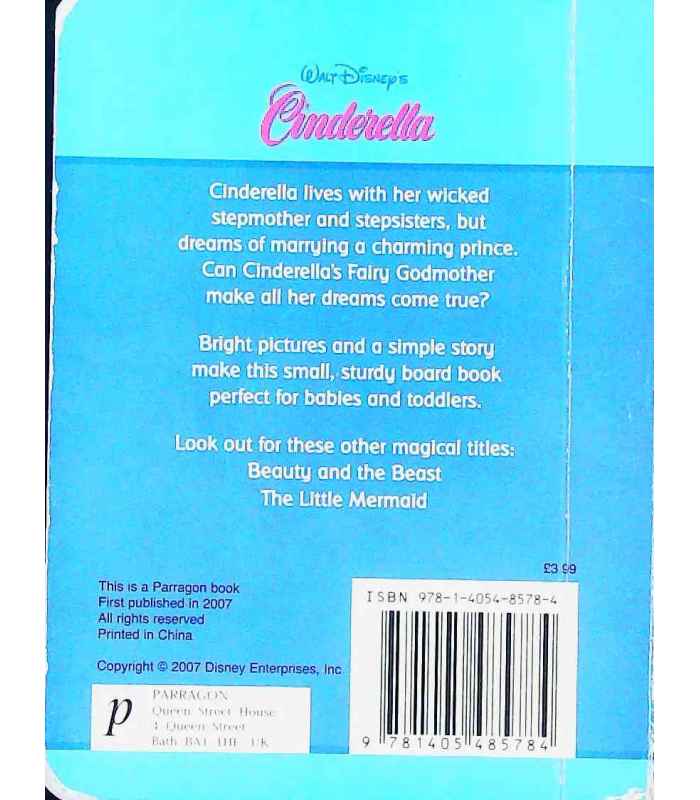 WALT DISNEY'S
Cinderella
Cinderella lives with her wicked
stepmother and stepsisters, but
dreams of marrying a charming prince.
Can Cinderella's Fairy Godmother
make all her dreams come true?
Bright pictures and a simple story
make this small, sturdy board book
perfect for babies and toddlers.
Look out for these other magical titles:
Beauty and the Beast
The Little Mermaid
£3.99
This is a Parragon book
First published in 2007
All rights reserved
Printed in China
Copyright © 2007 Disney Enterprises, Inc
p
PARRAGON
Queen Street House
4 Queen Street
Bath BA1 1HE UK
ISBN 978-1-4054-8578-4
9 781405 485784